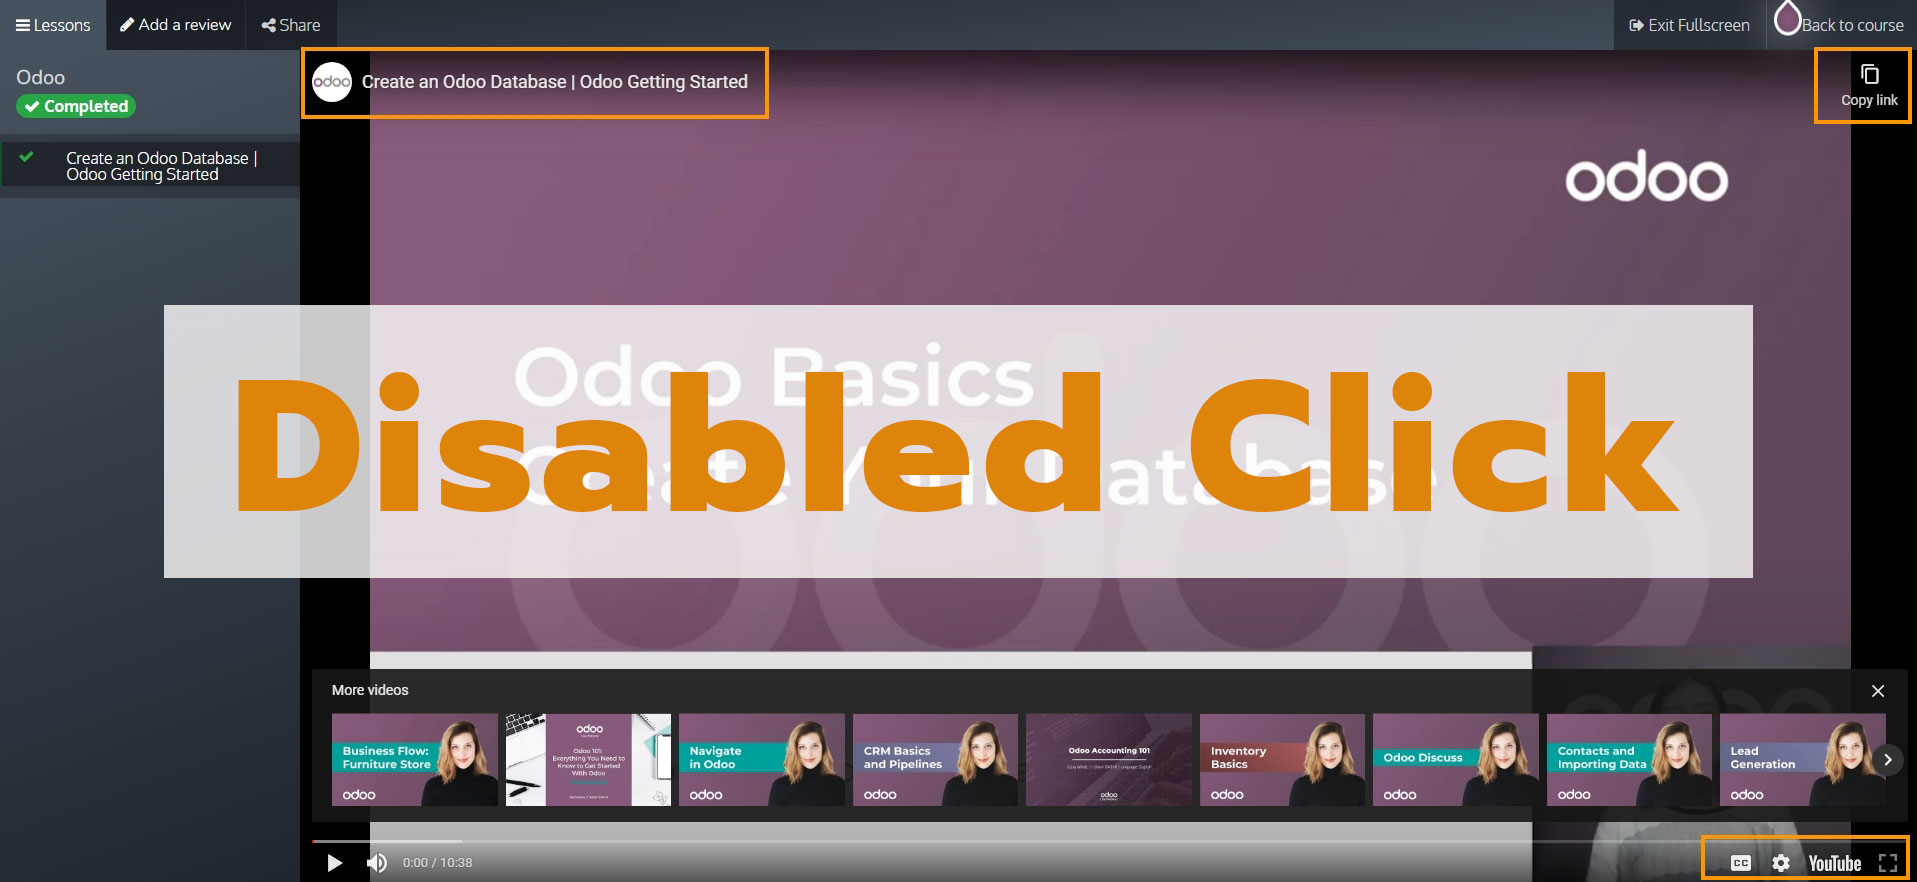 Lessons
Add a review
Share
Exit Fullscreen
Back to course
Odoo
Completed
Create an Odoo Database |
Odoo Getting Started
odoo
Create an Odoo Database | Odoo Getting Started
Copy link
odoo
Odoo Basics
Create Your Database
Disabled Click
More videos
Business Flow:
Furniture Store
odoo
odoo
Odoo 101:
Everything You Need to
Know to Get Started
With Odoo
Navigate
in Odoo
odoo
CRM Basics
and Pipelines
odoo
Odoo Accounting 101
odoo
Inventory
Basics
odoo
Odoo Discuss
odoo
Contacts and
Importing Data
odoo
Lead
Generation
odoo
0:00 / 10:38
CC
YouTube